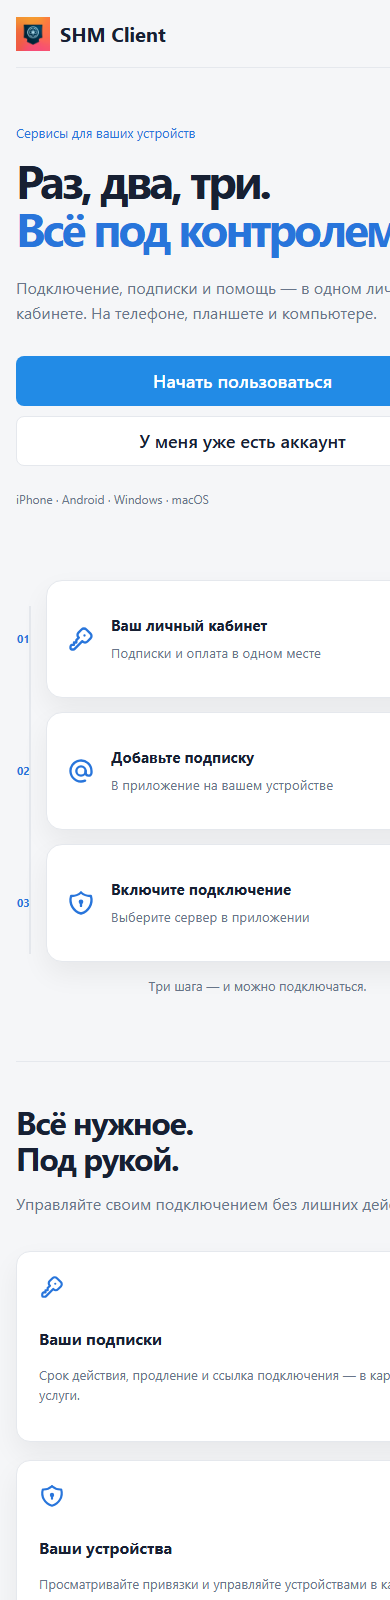 SHM Client
Сервисы для ваших устройств
Раз, два, три.
Всё под контролем
Подключение, подписки и помощь — в одном
кабинете. На телефоне, планшете и компьютере.
Начать пользоваться
У меня уже есть аккаунт
iPhone · Android · Windows · macOS
01
Ваш личный кабинет
Подписки и оплата в одном месте
02
Добавьте подписку
В приложение на вашем устройстве
03
Включите подключение
Выберите сервер в приложении
Три шага — и можно подключаться.
Всё нужное.
Под рукой.
Управляйте своим подключением без лишних
Ваши подписки
Срок действия, продление и ссылка подключения — в
услуги.
Ваши устройства
Просматривайте привязки и управляйте устройствами в